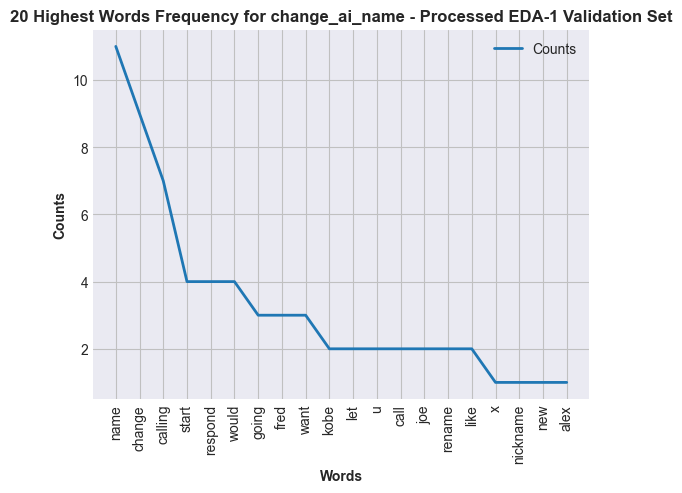 20 Highest Words Frequency for change_ai_name - Processed EDA-1 Validation Set
Counts
10
8
6
4
2
Counts
name
change
calling
start
respond
would
going
fred
want
kobe
let
u
call
joe
rename
like
x
nickname
new
alex
Words